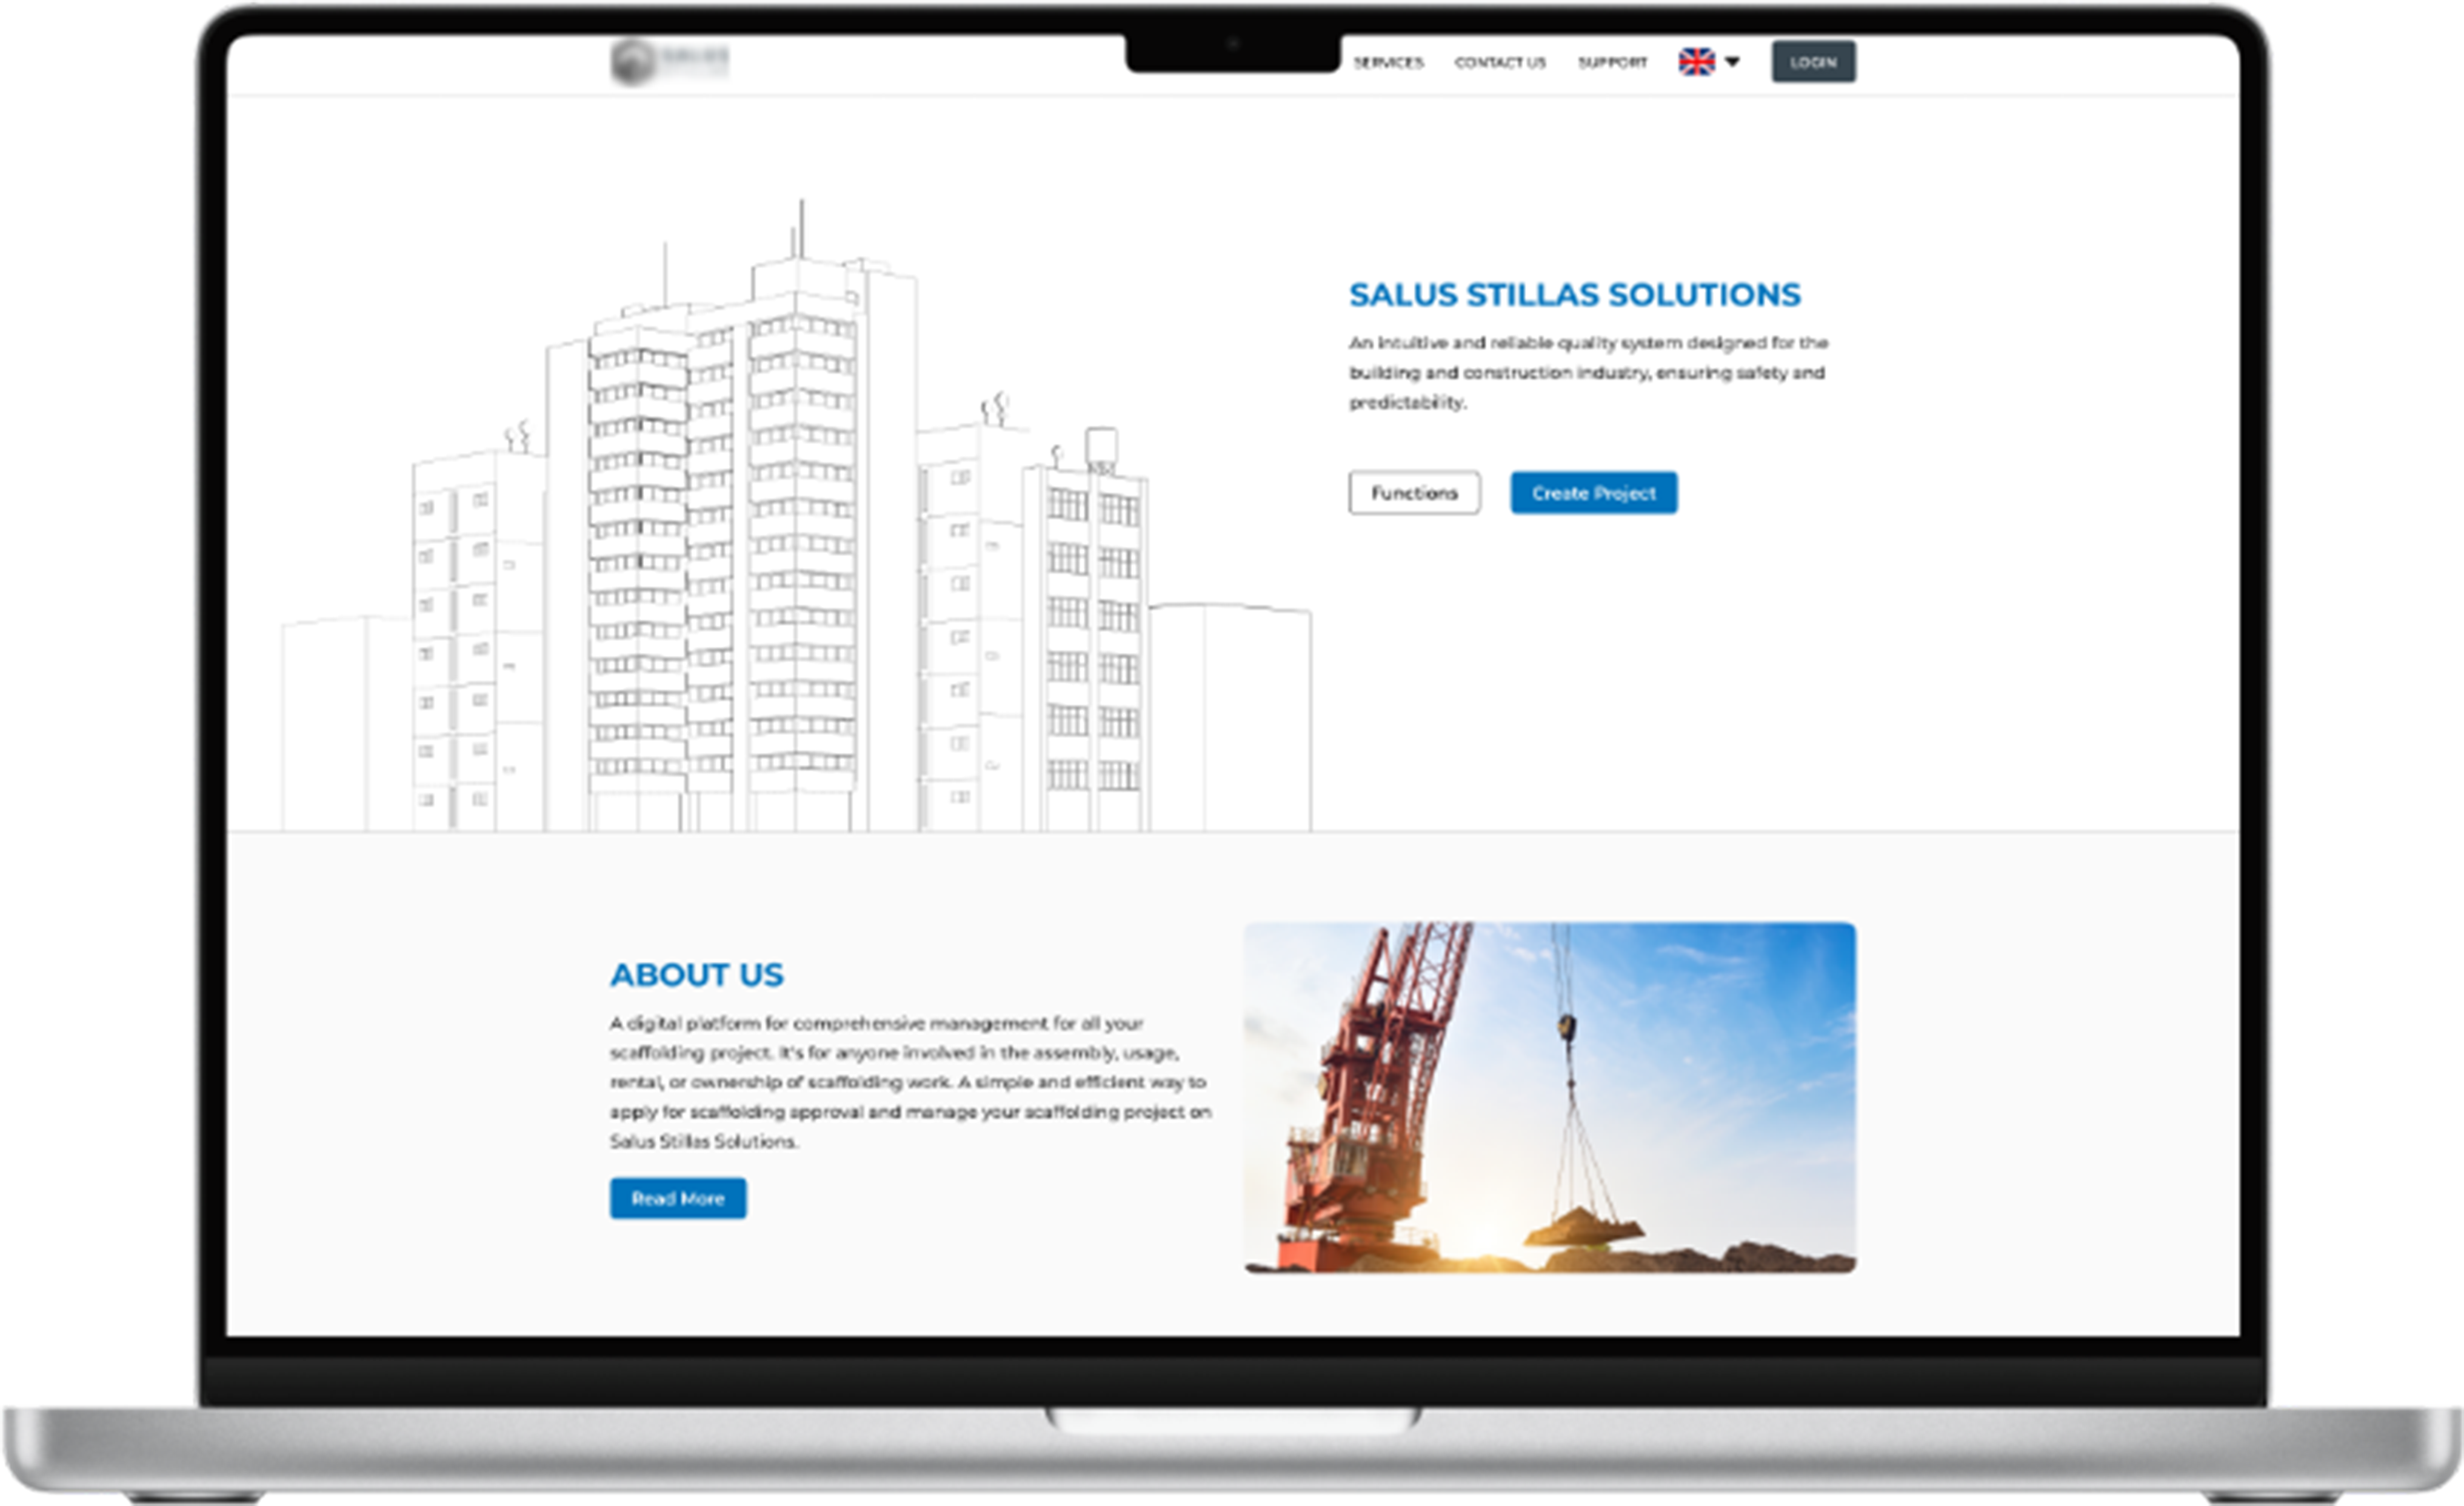 SERVICES CONTACT US SUPPORT LOGIN
SALUS STILLAS SOLUTIONS
An intuitive and reliable quality system designed for the
building and construction industry, ensuring safety and
predictability.
Functions Create Project
ABOUT US
A digital platform for comprehensive management for all your
scaffolding project. It's for anyone involved in the assembly, usage,
rental, or ownership of scaffolding work. A simple and efficient way to
apply for scaffolding approval and manage your scaffolding project on
Salus Stillas Solutions.
Read More